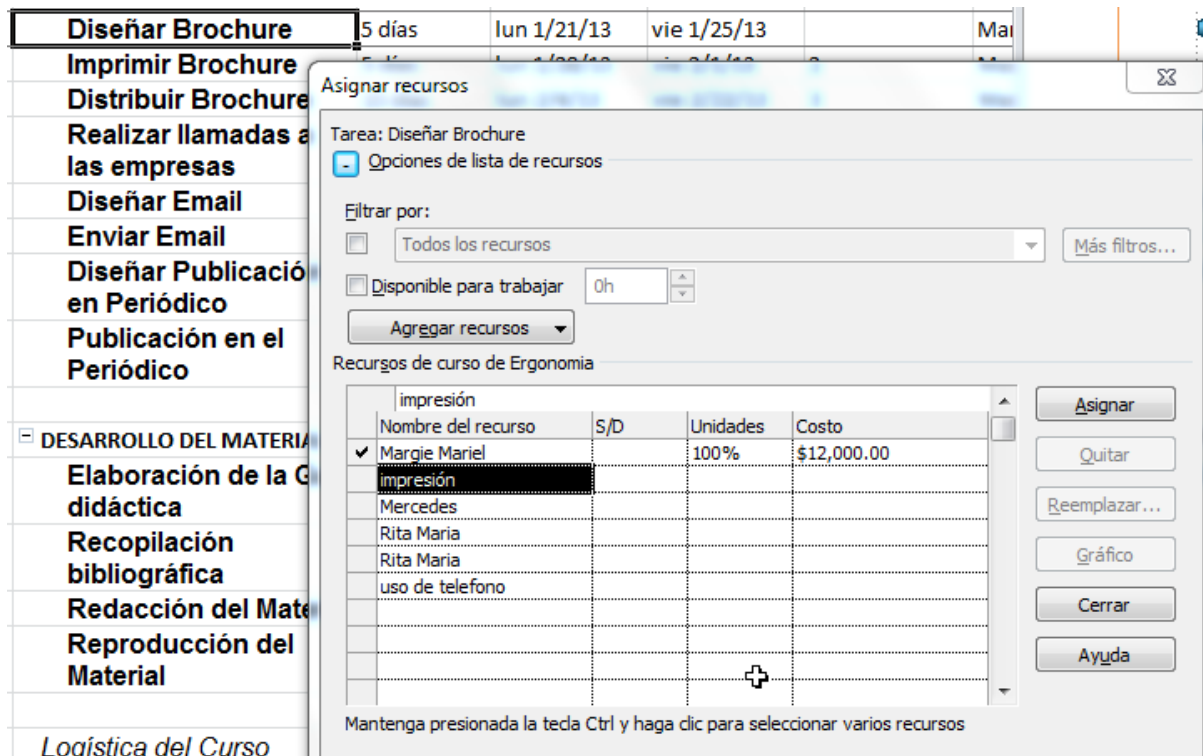 Diseñar Brochure 5 días lun 1/21/13 vie 1/25/13 Mar
Imprimir Brochure
Distribuir Brochure
Realizar llamadas a
las empresas
Diseñar Email
Enviar Email
Diseñar Publicació
en Periódico
Publicación en el
Periódico
DESARROLLO DEL MATERIA
Elaboración de la G
didáctica
Recopilación
bibliográfica
Redacción del Mate
Reproducción del
Material
Logística del Curso
Asignar recursos
Tarea: Diseñar Brochure
- Opciones de lista de recursos
Filtrar por:
Todos los recursos Más filtros...
Disponible para trabajar 0h
Agregar recursos
Recursos de curso de Ergonomia
impresión
Nombre del recurso S/D Unidades Costo
Margie Mariel 100% $12,000.00
impresión
Mercedes
Rita Maria
Rita Maria
uso de telefono
Asignar
Quitar
Reemplazar...
Gráfico
Cerrar
Ayuda
Mantenga presionada la tecla Ctrl y haga clic para seleccionar varios recursos